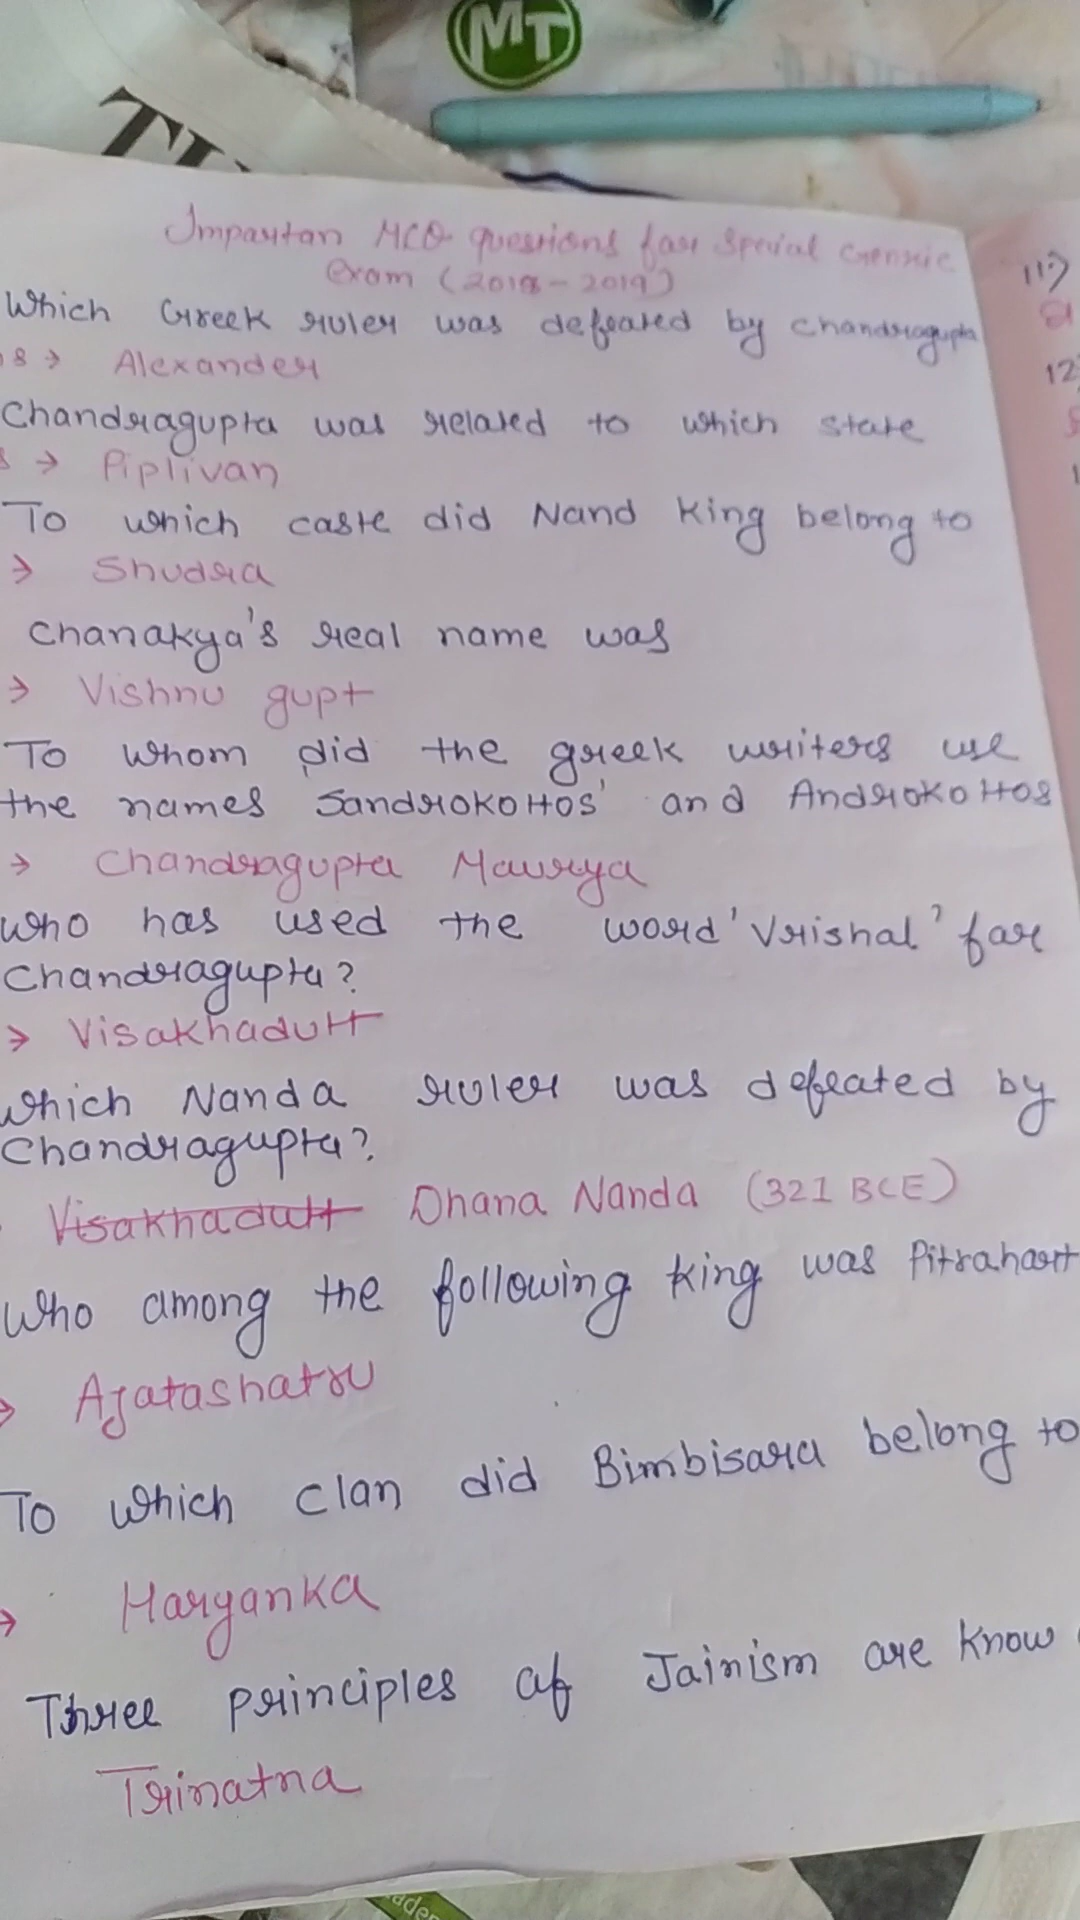 MT
Impartan MCQ questions far special Genric
exam (2018-2019)
11)
Which Greek ruler was defeated by Chandragupta
12
s → Alexander
Chandragupta was related to which state
s → Piplivan
To which caste did Nand King belong to
→ Shudra
Chanakya's real name was
→ Vishnu gupt
To whom did the greek writers use
the names Sandrokottos' and Androkottos
→ Chandragupta Maurya
who has used the word 'Vrishal' far
Chandragupta?
→ Visakhadutt
which Nanda ruler was defeated by
Chandragupta?
Visakhadutt Dhana Nanda (321 BCE)
Who among the following king was Pitrahant
→ Ajatashatru
To which clan did Bimbisara belong to
→ Haryanka
Three principles af Jainism are know
Trinatna